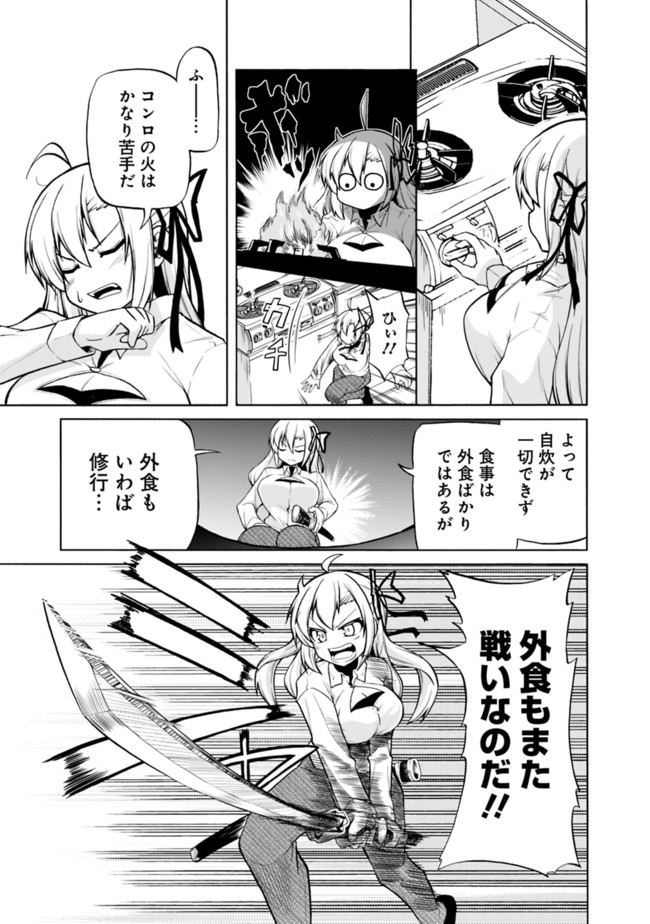 ボ
ッ
ひい!!
カチ
ふ――…
コンロの火は
かなり苦手だ
よって
自炊が
一切できず
食事は
外食ばかり
ではあるが
外食も
いわば
修行…
外食もまた
戦いなのだ!!